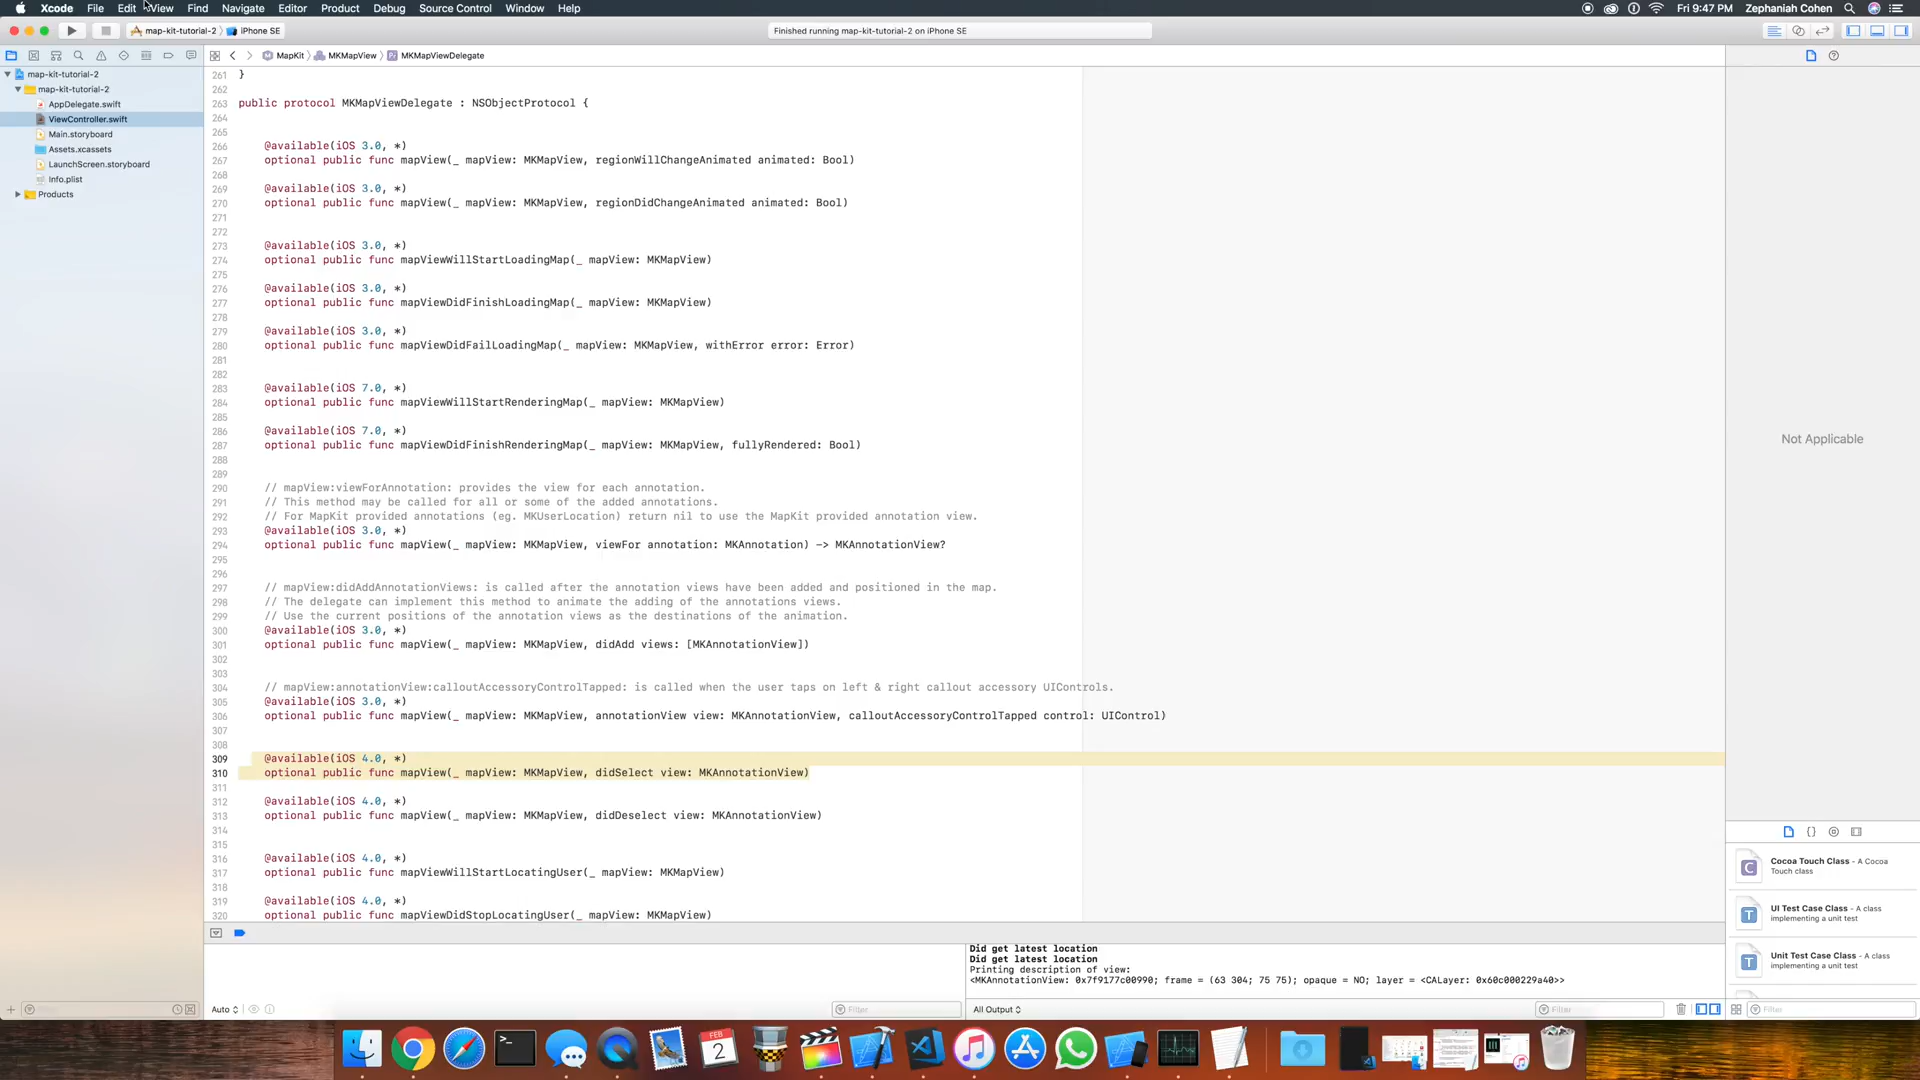 Xcode File Edit View Find Navigate Editor Product Debug Source Control Window Help Fri 9:47 PM Zephaniah Cohen
map-kit-tutorial-2 iPhone SE Finished running map-kit-tutorial-2 on iPhone SE
MapKit MKMapView MKMapViewDelegate
map-kit-tutorial-2
map-kit-tutorial-2
AppDelegate.swift
ViewController.swift
Main.storyboard
Assets.xcassets
LaunchScreen.storyboard
Info.plist
Products
261 }
262
263 public protocol MKMapViewDelegate : NSObjectProtocol {
264
265
266 @available(iOS 3.0, *)
267 optional public func mapView(_ mapView: MKMapView, regionWillChangeAnimated animated: Bool)
268
269 @available(iOS 3.0, *)
270 optional public func mapView(_ mapView: MKMapView, regionDidChangeAnimated animated: Bool)
271
272
273 @available(iOS 3.0, *)
274 optional public func mapViewWillStartLoadingMap(_ mapView: MKMapView)
275
276 @available(iOS 3.0, *)
277 optional public func mapViewDidFinishLoadingMap(_ mapView: MKMapView)
278
279 @available(iOS 3.0, *)
280 optional public func mapViewDidFailLoadingMap(_ mapView: MKMapView, withError error: Error)
281
282
283 @available(iOS 7.0, *)
284 optional public func mapViewWillStartRenderingMap(_ mapView: MKMapView)
285
286 @available(iOS 7.0, *)
287 optional public func mapViewDidFinishRenderingMap(_ mapView: MKMapView, fullyRendered: Bool)
288
289
290 // mapView:viewForAnnotation: provides the view for each annotation.
291 // This method may be called for all or some of the added annotations.
292 // For MapKit provided annotations (eg. MKUserLocation) return nil to use the MapKit provided annotation view.
293 @available(iOS 3.0, *)
294 optional public func mapView(_ mapView: MKMapView, viewFor annotation: MKAnnotation) -> MKAnnotationView?
295
296
297 // mapView:didAddAnnotationViews: is called after the annotation views have been added and positioned in the map.
298 // The delegate can implement this method to animate the adding of the annotations views.
299 // Use the current positions of the annotation views as the destinations of the animation.
300 @available(iOS 3.0, *)
301 optional public func mapView(_ mapView: MKMapView, didAdd views: [MKAnnotationView])
302
303
304 // mapView:annotationView:calloutAccessoryControlTapped: is called when the user taps on left & right callout accessory UIControls.
305 @available(iOS 3.0, *)
306 optional public func mapView(_ mapView: MKMapView, annotationView view: MKAnnotationView, calloutAccessoryControlTapped control: UIControl)
307
308
309 @available(iOS 4.0, *)
310 optional public func mapView(_ mapView: MKMapView, didSelect view: MKAnnotationView)
311
312 @available(iOS 4.0, *)
313 optional public func mapView(_ mapView: MKMapView, didDeselect view: MKAnnotationView)
314
315
316 @available(iOS 4.0, *)
317 optional public func mapViewWillStartLocatingUser(_ mapView: MKMapView)
318
319 @available(iOS 4.0, *)
320 optional public func mapViewDidStopLocatingUser(_ mapView: MKMapView)
Not Applicable
Cocoa Touch Class - A Cocoa
Touch class
UI Test Case Class - A class
implementing a unit test
Unit Test Case Class - A class
implementing a unit test
Did get latest location
Did get latest location
Printing description of view:
<MKAnnotationView: 0x7f9177c00990; frame = (63 304; 75 75); opaque = NO; layer = <CALayer: 0x60c000229a40>>
Auto Filter All Output Filter Filter
FEB
2